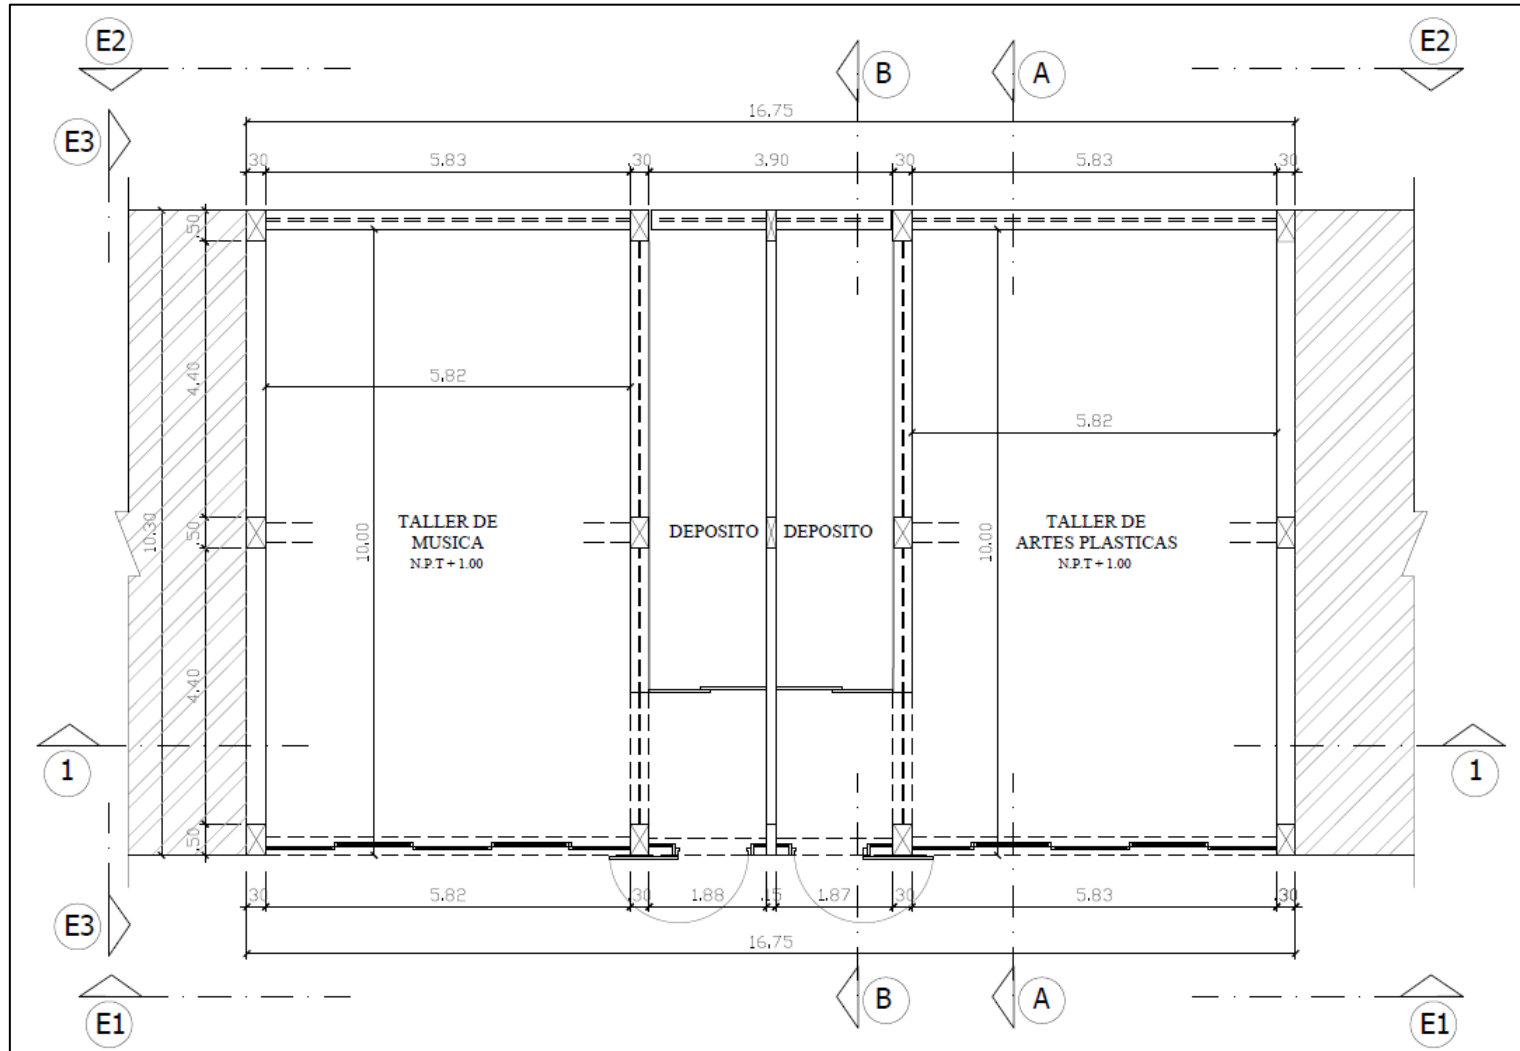 E2
B
A
E2
16.75
E3
.30
5.83
.30
3.90
.30
5.83
.30
.50
4.40
5.82
5.82
10.30
.50
10.00
TALLER DE
MUSICA
N.P.T + 1.00
DEPOSITO
DEPOSITO
10.00
TALLER DE
ARTES PLASTICAS
N.P.T + 1.00
4.40
1
1
.50
.30
5.82
.30
1.88
.15
1.87
.30
5.83
.30
E3
16.75
E1
B
A
E1